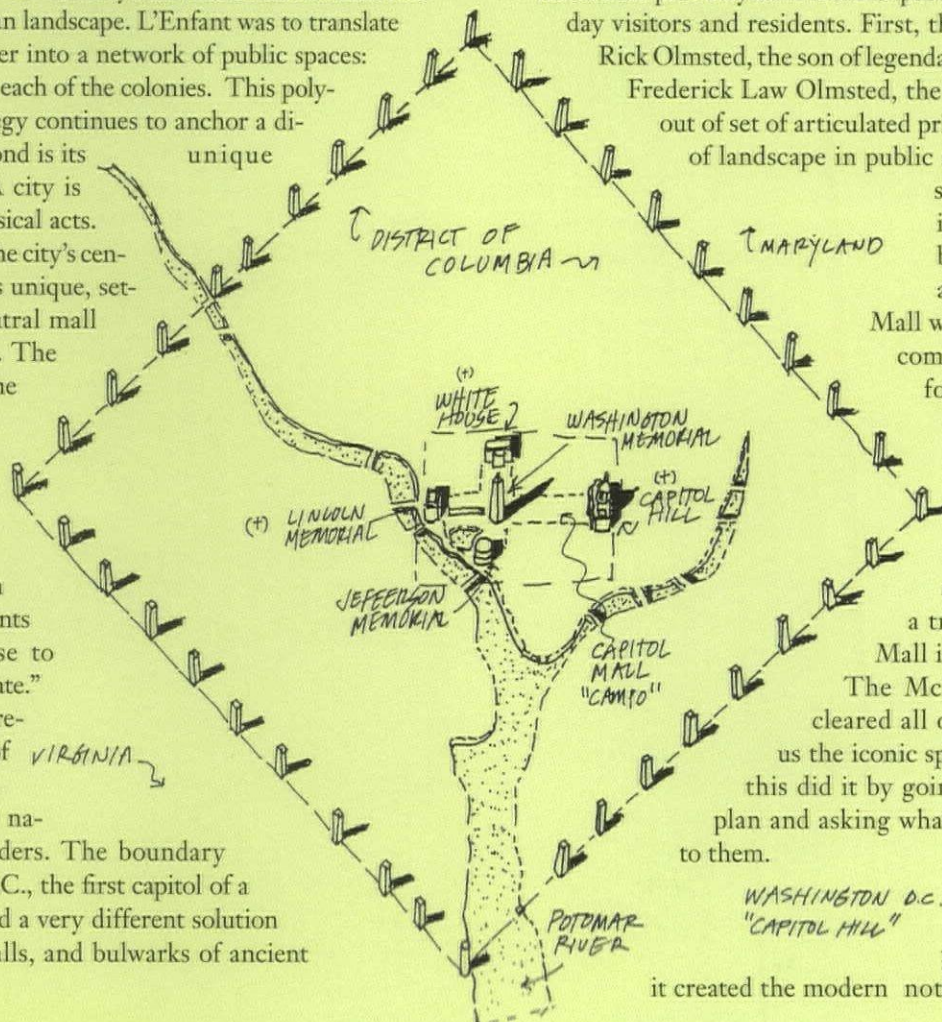 an landscape. L’Enfant was to translate
er into a network of public spaces:
each of the colonies. This poly-
egy continues to anchor a di-
ond is its unique
A city is
sical acts.
he city’s cen-
s unique, set-
tral mall
. The
ne
nts
se to
ate.”
re-
f
na-
ders. The boundary
C., the first capitol of a
d a very different solution
lls, and bulwarks of ancient
DISTRICT OF
COLUMBIA
MARYLAND
(+)
WHITE
HOUSE
WASHINGTON
MEMORIAL
(+)
CAPITOL
HILL
(+) LINCOLN
MEMORIAL
JEFFERSON
MEMORIAL
CAPITOL
MALL
"CAMPO"
VIRGINIA
POTOMAR
RIVER
WASHINGTON D.C.
"CAPITOL HILL"
day visitors and residents. First, th
Rick Olmsted, the son of legenda
Frederick Law Olmsted, the
out of set of articulated pr
of landscape in public
s
i
b
a
Mall w
com
fo
a tr
Mall i
The Mc
cleared all o
us the iconic sp
this did it by goin
plan and asking wha
to them.
it created the modern not